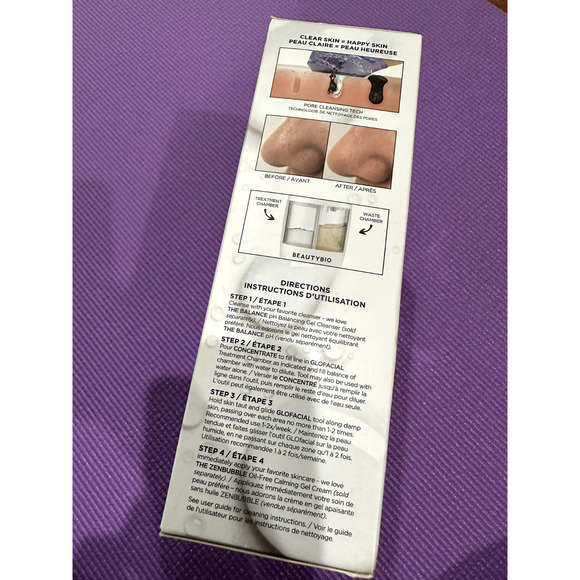 CLEAR SKIN = HAPPY SKIN
PEAU CLAIRE = PEAU HEUREUSE
PORE CLEANSING TECH
TECHNOLOGIE DE NETTOYAGE DES PORES
BEFORE / AVANT
AFTER / APRÈS
TREATMENT
CHAMBER
WASTE
CHAMBER
BEAUTYBIO
DIRECTIONS
INSTRUCTIONS D'UTILISATION
STEP 1 / ÉTAPE 1
Cleanse with your favorite cleanser - we love
THE BALANCE pH Balancing Gel Cleanser (sold
separately). / Nettoyez la peau avec votre nettoyant
préféré. Nous adorons le gel nettoyant équilibrant
THE BALANCE pH (vendu séparément).
STEP 2 / ÉTAPE 2
Pour CONCENTRATE to fill line in GLOFACIAL
Treatment Chamber as indicated and fill balance of
chamber with water to dilute. Tool may also be used with
water alone. / Verser le CONCENTRÉ jusqu'à remplir la
ligne dans l'outil, puis remplir le reste d'eau pour diluer.
L'outil peut également être utilisé avec de l'eau seule.
STEP 3 / ÉTAPE 3
Hold skin taut and glide GLOFACIAL tool along damp
skin, passing over each area no more than 1-2 times.
Recommended use 1-2x/week. / Maintenez la peau
tendue et faites glisser l'outil GLOfacial sur la peau
humide, en ne passant sur chaque zone qu'1 à 2 fois.
Utilisation recommandée 1 à 2 fois/semaine.
STEP 4 / ÉTAPE 4
Immediately apply your favorite skincare - we love
THE ZENBUBBLE Oil-Free Calming Gel Cream (sold
separately). / Appliquez immédiatement votre soin de
peau préféré - nous adorons la crème en gel apaisante
sans huile ZENBUBBLE (vendue séparément).
See user guide for cleaning instructions. / Voir le guide
de l'utilisateur pour les instructions de nettoyage.